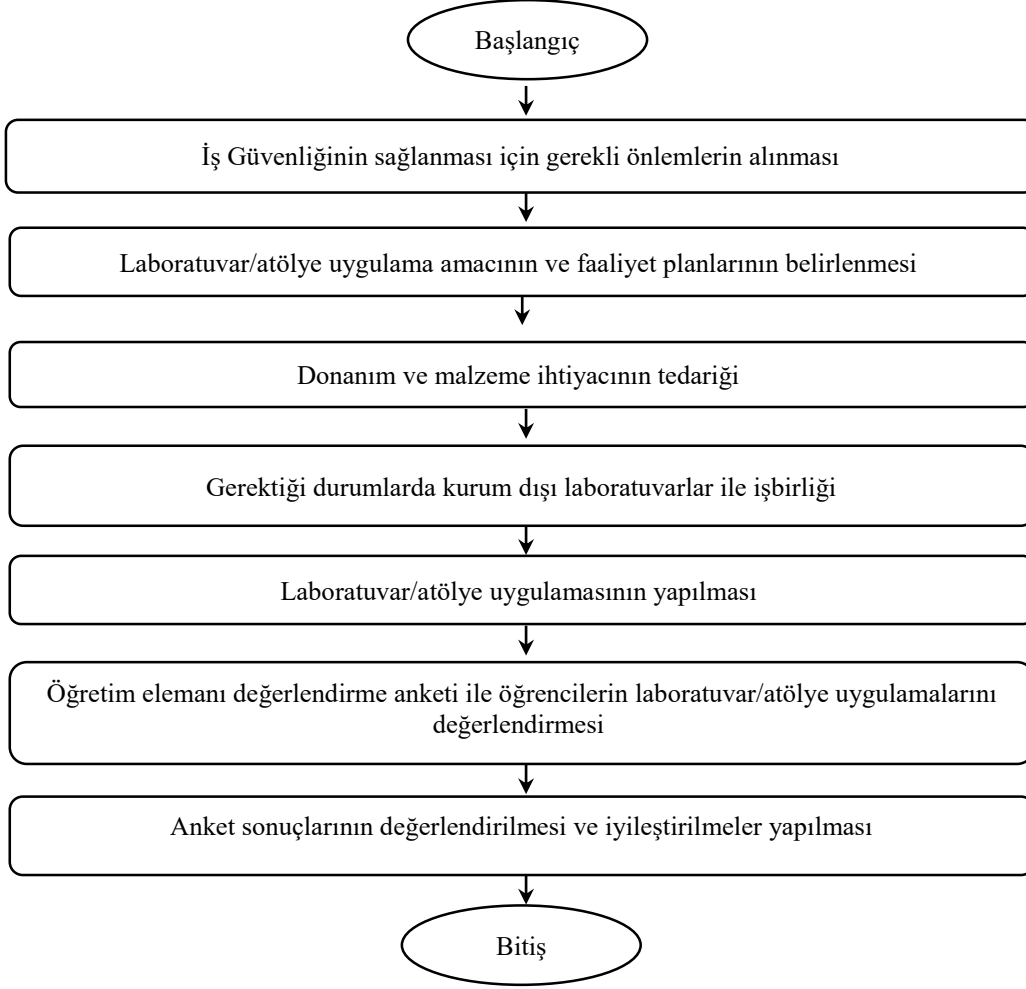 Başlangıç
İş Güvenliğinin sağlanması için gerekli önlemlerin alınması
Laboratuvar/atölye uygulama amacının ve faaliyet planlarının belirlenmesi
Donanım ve malzeme ihtiyacının tedariği
Gerektiği durumlarda kurum dışı laboratuvarlar ile işbirliği
Laboratuvar/atölye uygulamasının yapılması
Öğretim elemanı değerlendirme anketi ile öğrencilerin laboratuvar/atölye uygulamalarını
değerlendirmesi
Anket sonuçlarının değerlendirilmesi ve iyileştirilmeler yapılması
Bitiş